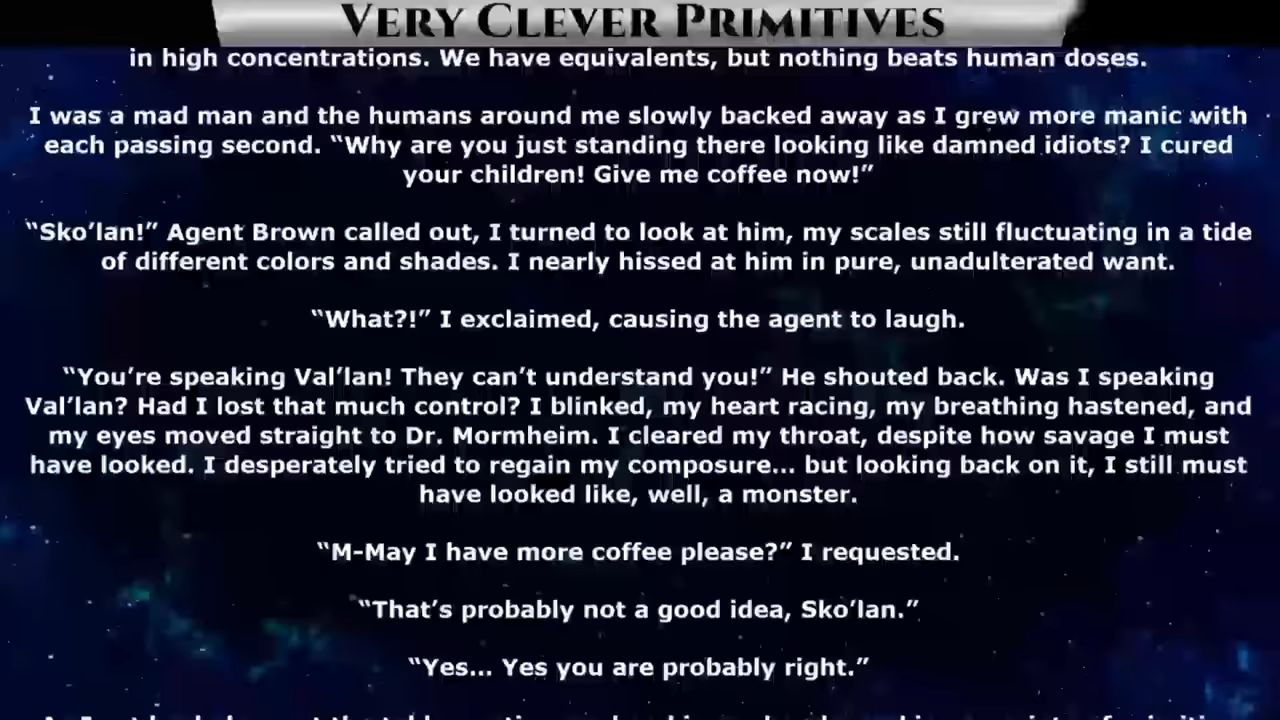 VERY CLEVER PRIMITIVES
in high concentrations. We have equivalents, but nothing beats human doses.
I was a mad man and the humans around me slowly backed away as I grew more manic with
each passing second. “Why are you just standing there looking like damned idiots? I cured
your children! Give me coffee now!”
“Sko’lan!” Agent Brown called out, I turned to look at him, my scales still fluctuating in a tide
of different colors and shades. I nearly hissed at him in pure, unadulterated want.
“What?!” I exclaimed, causing the agent to laugh.
“You’re speaking Val’lan! They can’t understand you!” He shouted back. Was I speaking
Val’lan? Had I lost that much control? I blinked, my heart racing, my breathing hastened, and
my eyes moved straight to Dr. Mormheim. I cleared my throat, despite how savage I must
have looked. I desperately tried to regain my composure... but looking back on it, I still must
have looked like, well, a monster.
“M-May I have more coffee please?” I requested.
“That’s probably not a good idea, Sko’lan.”
“Yes... Yes you are probably right.”